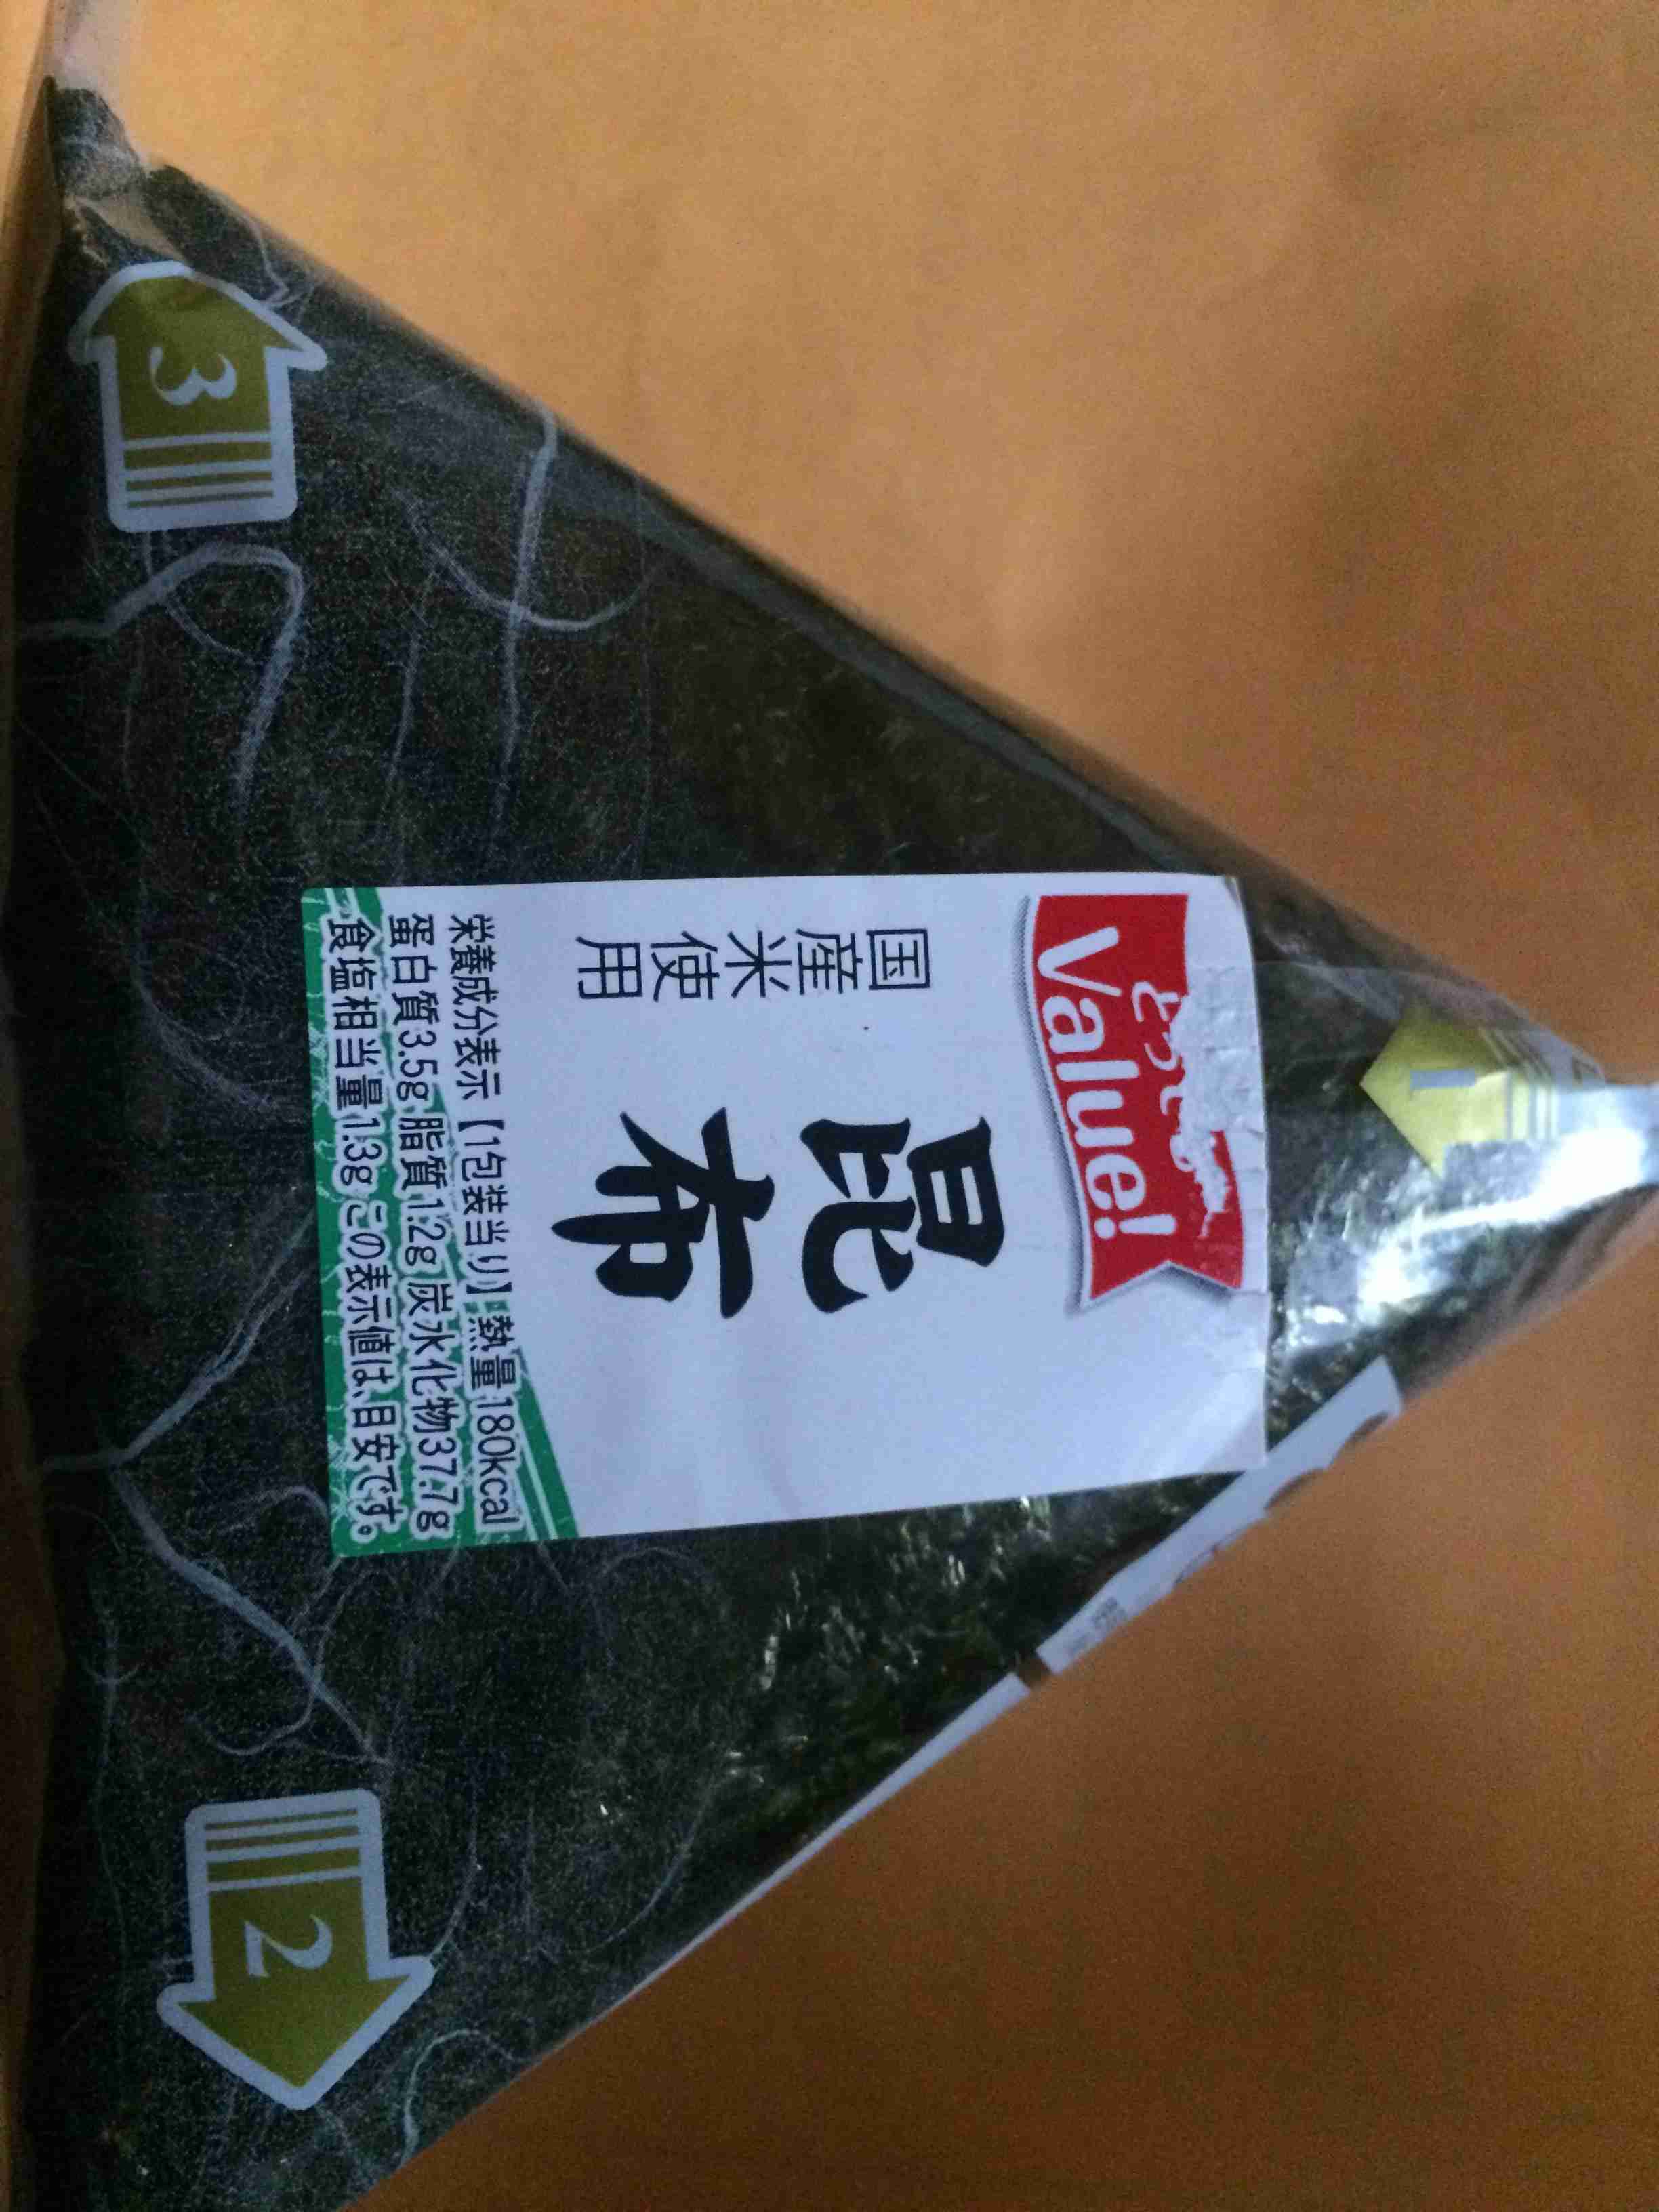 1
Value!
国産米使用
昆布
栄養成分表示【1包装当り】熱量180kcal
蛋白質3.5g 脂質1.2g 炭水化物37.7g
食塩相当量1.3g この表示値は、目安です。
3
2